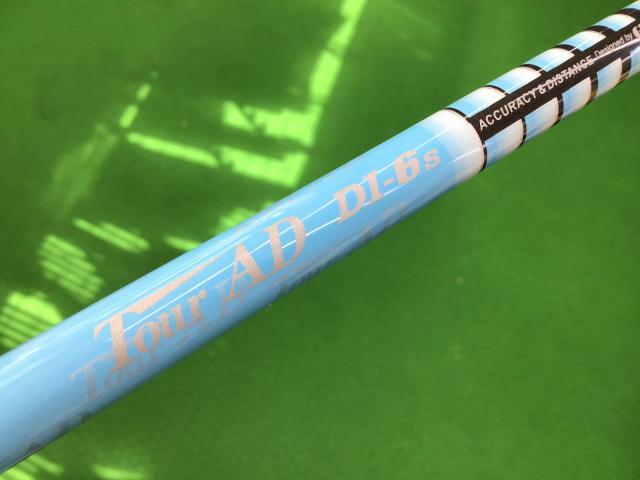 Tour AD DI-6s
ACCURACY & DISTANCE Designed by